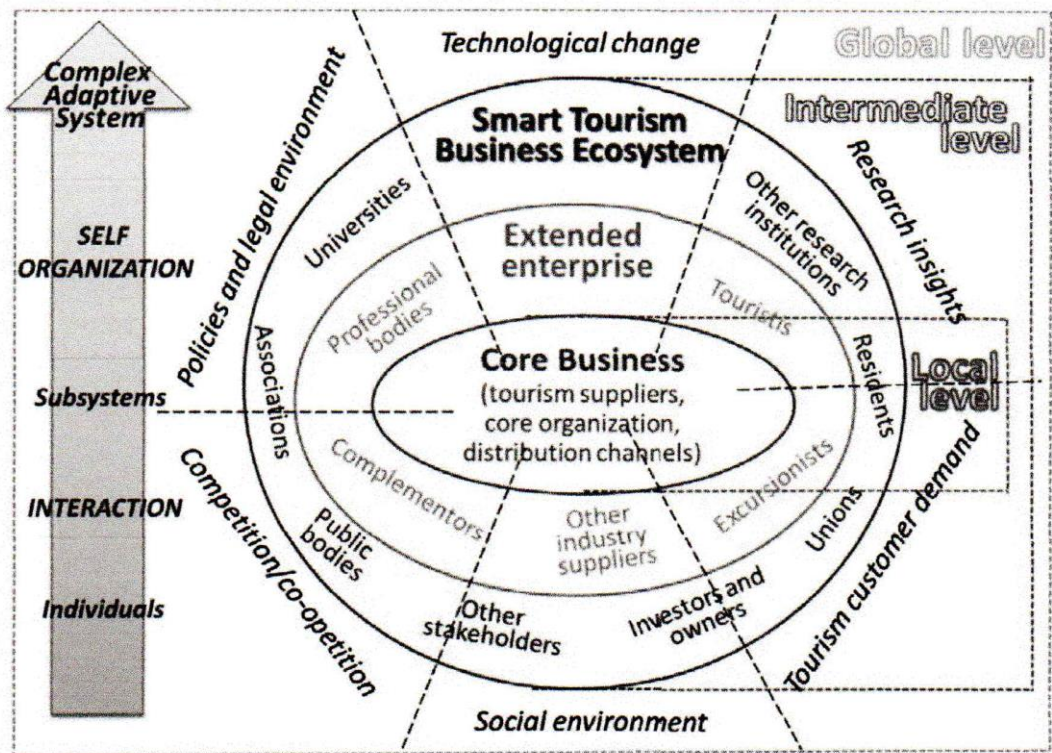 Technological change
Global level
Complex
Adaptive
System
Intermediate
level
Smart Tourism
Business Ecosystem
Policies and legal environment
Universities
Other research
institutions
Research insights
SELF
ORGANIZATION
Extended
enterprise
Professional
bodies
Touristis
Core Business
(tourism suppliers,
core organization,
distribution channels)
Associations
Residents
Local
level
Subsystems
Complementors
Other
industry
suppliers
Excursionists
INTERACTION
Competition/co-opetition
Public
bodies
Unions
Tourism customer demand
Individuals
Other
stakeholders
Investors and
owners
Social environment